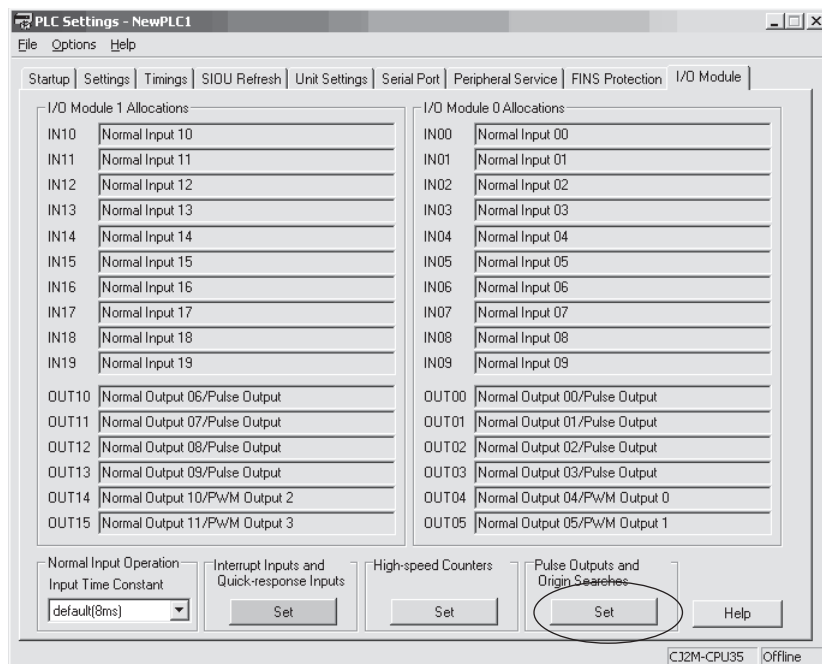 PLC Settings - NewPLC1
File Options Help
Startup Settings Timings SIOU Refresh Unit Settings Serial Port Peripheral Service FINS Protection I/O Module
I/O Module 1 Allocations
IN10 Normal Input 10
IN11 Normal Input 11
IN12 Normal Input 12
IN13 Normal Input 13
IN14 Normal Input 14
IN15 Normal Input 15
IN16 Normal Input 16
IN17 Normal Input 17
IN18 Normal Input 18
IN19 Normal Input 19
OUT10 Normal Output 06/Pulse Output
OUT11 Normal Output 07/Pulse Output
OUT12 Normal Output 08/Pulse Output
OUT13 Normal Output 09/Pulse Output
OUT14 Normal Output 10/PWM Output 2
OUT15 Normal Output 11/PWM Output 3
I/O Module 0 Allocations
IN00 Normal Input 00
IN01 Normal Input 01
IN02 Normal Input 02
IN03 Normal Input 03
IN04 Normal Input 04
IN05 Normal Input 05
IN06 Normal Input 06
IN07 Normal Input 07
IN08 Normal Input 08
IN09 Normal Input 09
OUT00 Normal Output 00/Pulse Output
OUT01 Normal Output 01/Pulse Output
OUT02 Normal Output 02/Pulse Output
OUT03 Normal Output 03/Pulse Output
OUT04 Normal Output 04/PWM Output 0
OUT05 Normal Output 05/PWM Output 1
Normal Input Operation
Input Time Constant
default(8ms)
Interrupt Inputs and
Quick-response Inputs
Set
High-speed Counters
Set
Pulse Outputs and
Origin Searches
Set
Help
CJ2M-CPU35 Offline